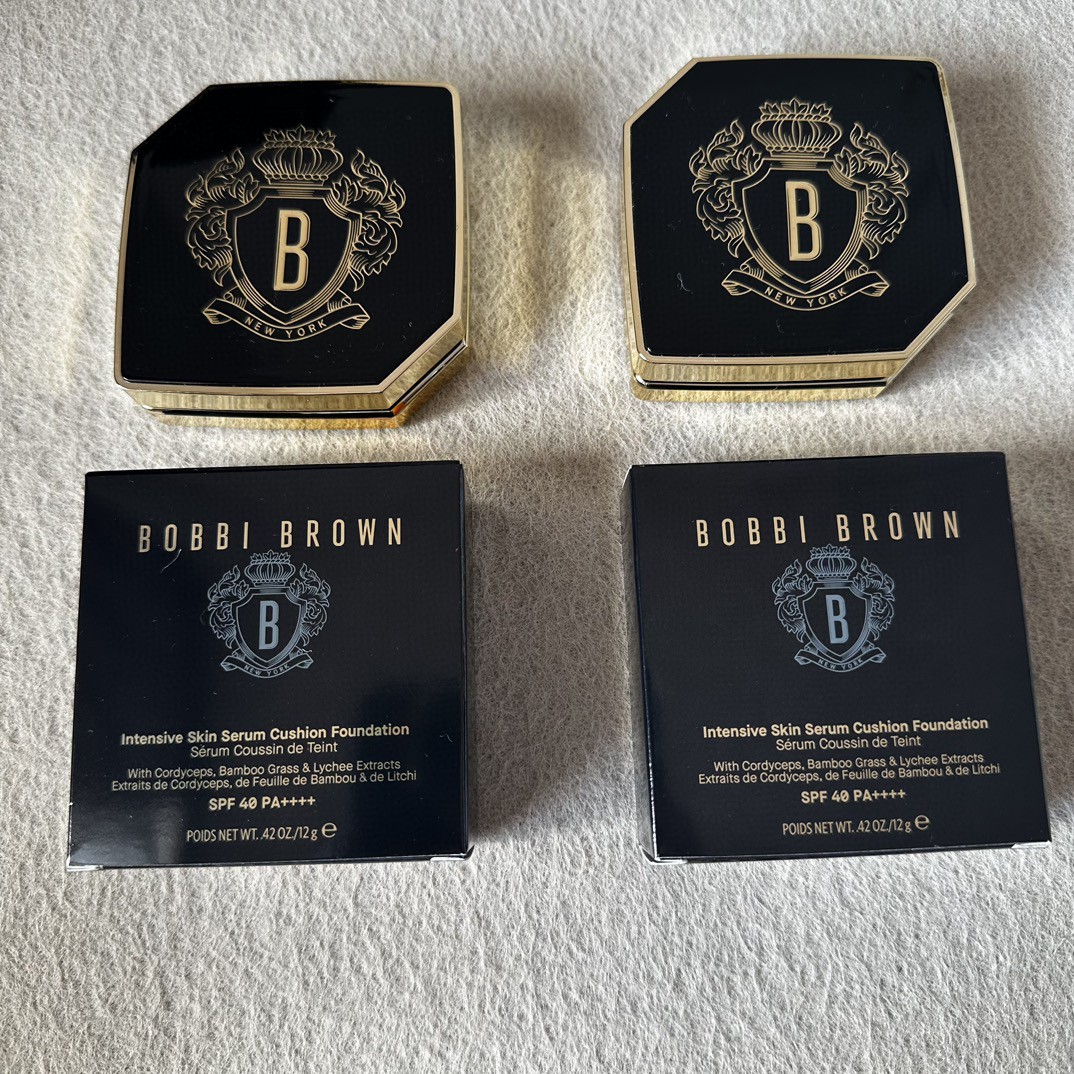 B
NEW YORK
B
NEW YORK
BOBBI BROWN
B
NEW YORK
Intensive Skin Serum Cushion Foundation
Sérum Coussin de Teint
With Cordyceps, Bamboo Grass & Lychee Extracts
Extraits de Cordyceps, de Feuille de Bambou & de Litchi
SPF 40 PA++++
POIDS NET WT. .42 OZ./12 g ℮
BOBBI BROWN
B
NEW YORK
Intensive Skin Serum Cushion Foundation
Sérum Coussin de Teint
With Cordyceps, Bamboo Grass & Lychee Extracts
Extraits de Cordyceps, de Feuille de Bambou & de Litchi
SPF 40 PA++++
POIDS NET WT. .42 OZ./12 g ℮